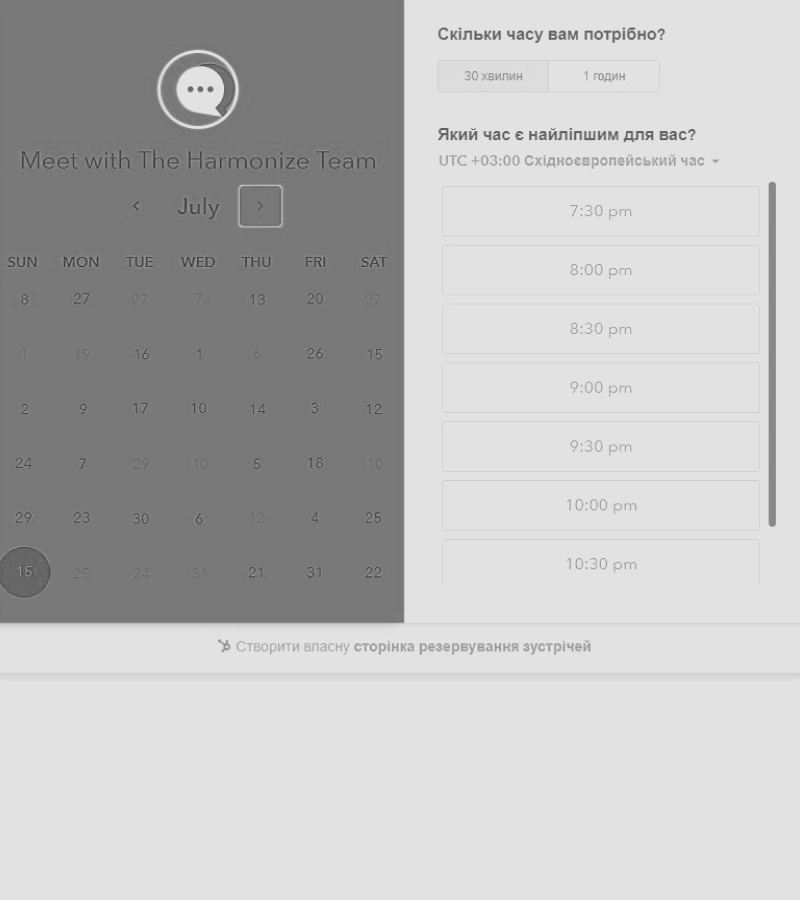 Meet with The Harmonize Team
July
SUN MON TUE WED THU FRI SAT
8 27 27 7 13 20 27
1 19 16 1 6 26 15
2 9 17 10 14 3 12
24 7 29 10 5 18 10
29 23 30 6 12 4 25
15 25 24 31 21 31 22
Скільки часу вам потрібно?
30 хвилин 1 годин
Який час є найліпшим для вас?
UTC +03:00 Східноєвропейський час
7:30 pm
8:00 pm
8:30 pm
9:00 pm
9:30 pm
10:00 pm
10:30 pm
Створити власну сторінка резервування зустрічей